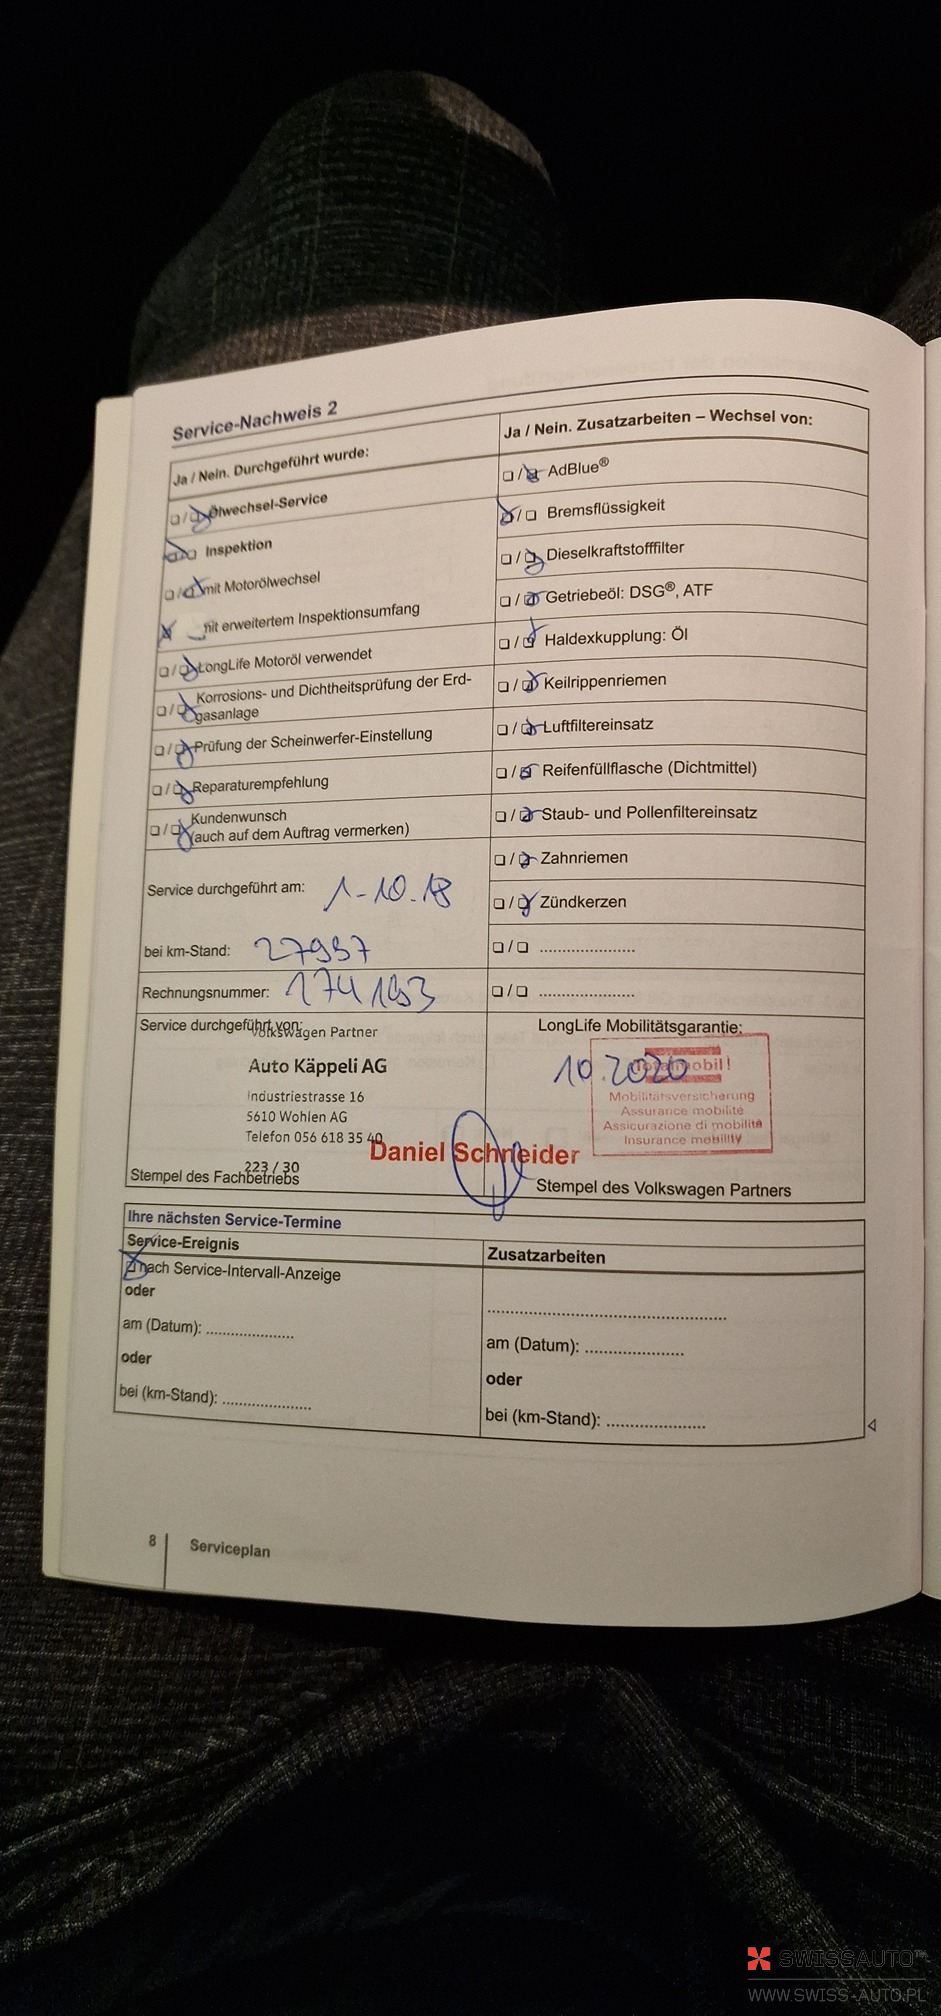 Service-Nachweis 2
Ja / Nein. Durchgeführt wurde:
Ölwechsel-Service
Inspektion
mit Motorölwechsel
mit erweitertem Inspektionsumfang
LongLife Motoröl verwendet
Korrosions- und Dichtheitsprüfung der Erd-
gasanlage
Prüfung der Scheinwerfer-Einstellung
Reparaturempfehlung
Kundenwunsch
(auch auf dem Auftrag vermerken)
Service durchgeführt am: 1-10.18
bei km-Stand: 27937
Rechnungsnummer: 174193
Service durchgeführt von:
Volkswagen Partner
Auto Käppeli AG
Industriestrasse 16
5610 Wohlen AG
Telefon 056 618 35 40
223 / 30
Stempel des Fachbetriebs
Ja / Nein. Zusatzarbeiten – Wechsel von:
AdBlue®
Bremsflüssigkeit
Dieselkraftstofffilter
Getriebeöl: DSG®, ATF
Haldexkupplung: Öl
Keilrippenriemen
Luftfiltereinsatz
Reifenfüllflasche (Dichtmittel)
Staub- und Pollenfiltereinsatz
Zahnriemen
Zündkerzen
.....................
.....................
LongLife Mobilitätsgarantie:
10.2020
Totalmobil!
Mobilitätsversicherung
Assurance mobilité
Assicurazione di mobilità
Insurance mobility
Daniel Schneider
Stempel des Volkswagen Partners
Ihre nächsten Service-Termine
Service-Ereignis
nach Service-Intervall-Anzeige
oder
am (Datum): ....................
oder
bei (km-Stand): ....................
Zusatzarbeiten
.....................................................
am (Datum): ......................
oder
bei (km-Stand): ......................
8 Serviceplan
SWISSAUTO™
WWW.SWISS-AUTO.PL